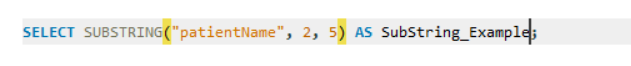 SELECT SUBSTRING("patientName", 2, 5) AS SubString_Example;